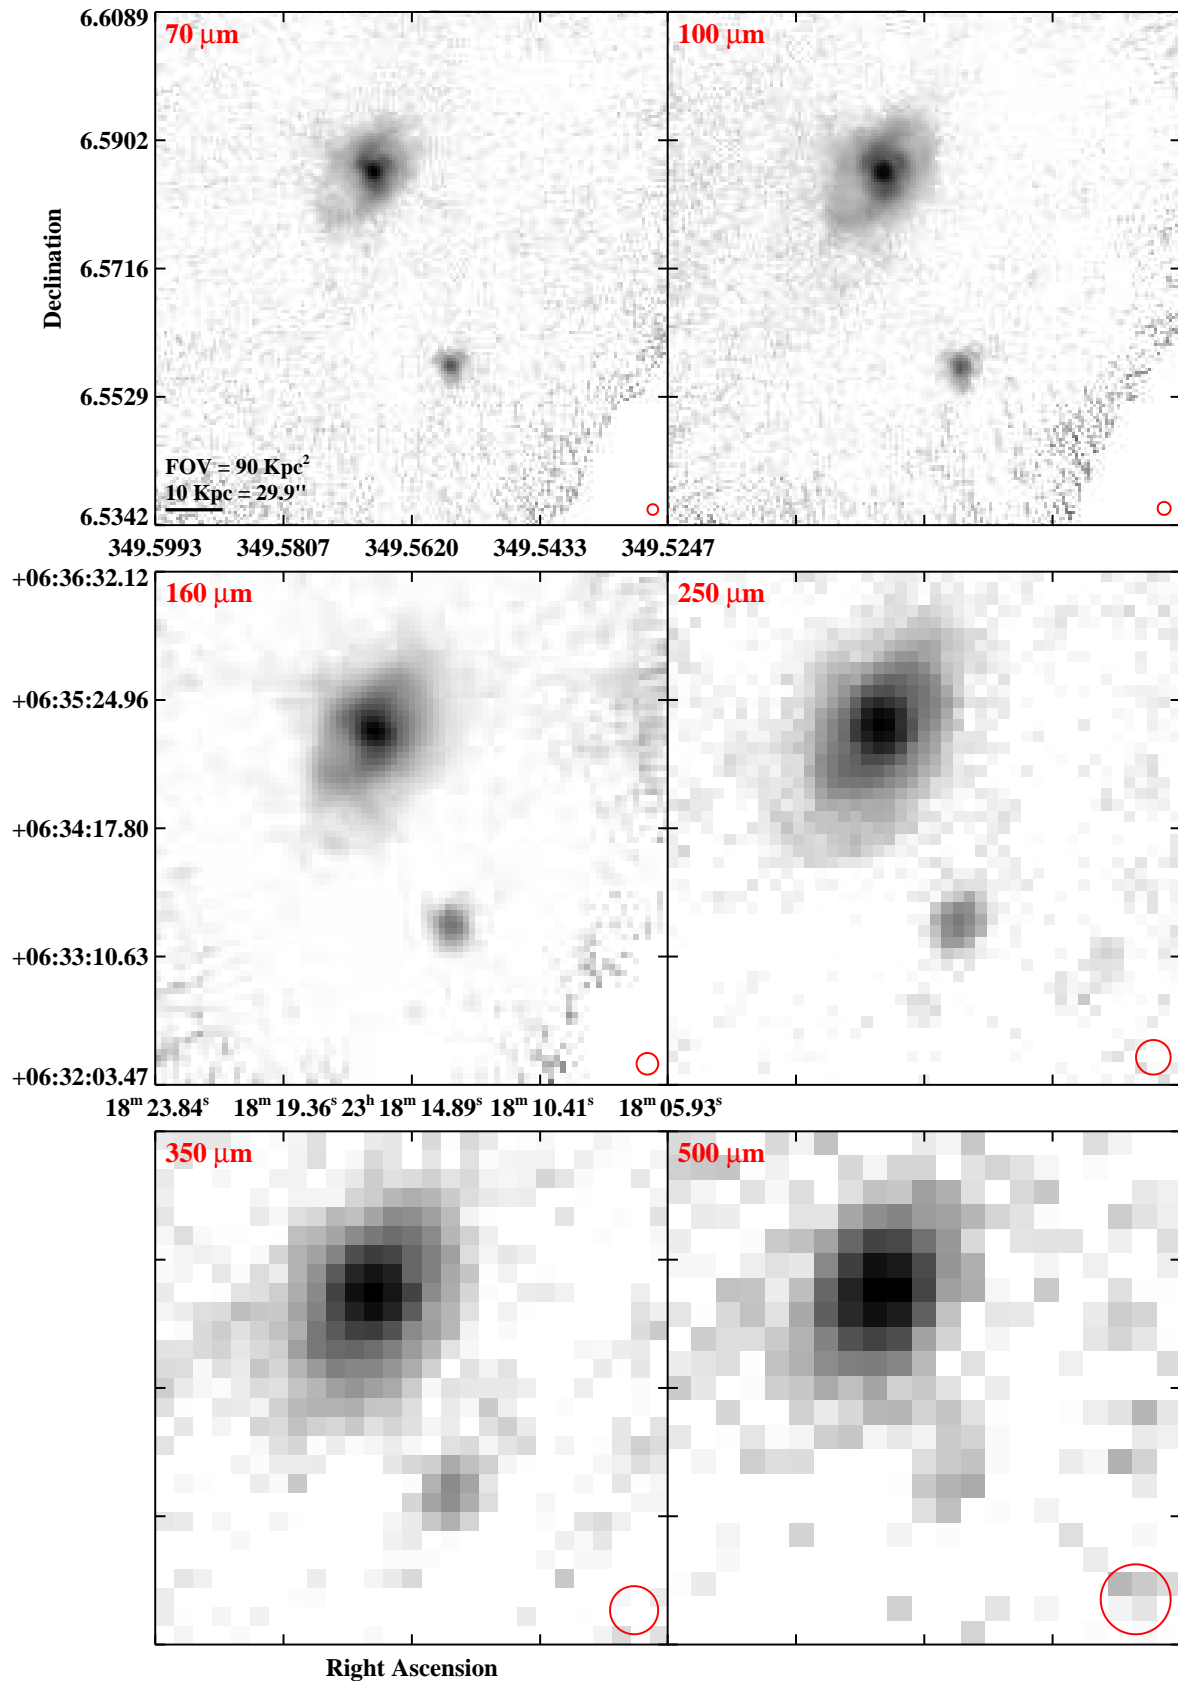 6.6089
70 µm
100 µm
6.5902
6.5716
Declination
6.5529
FOV = 90 Kpc²
10 Kpc = 29.9"
6.5342
349.5993 349.5807 349.5620 349.5433 349.5247
+06:36:32.12
160 µm
250 µm
+06:35:24.96
+06:34:17.80
+06:33:10.63
+06:32:03.47
18ᵐ 23.84ˢ 18ᵐ 19.36ˢ 23ʰ 18ᵐ 14.89ˢ 18ᵐ 10.41ˢ 18ᵐ 05.93ˢ
350 µm
500 µm
Right Ascension